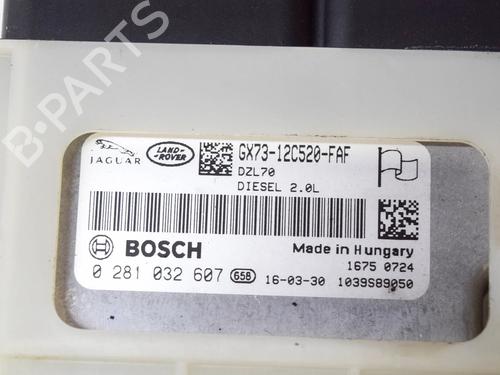 B-PARTS
JAGUAR
LAND-ROVER
GX73-12C520-FAF
DZL70
DIESEL 2.0L
BOSCH
Made in Hungary
1675 0724
0 281 032 607 658 16-03-30 1039S89050